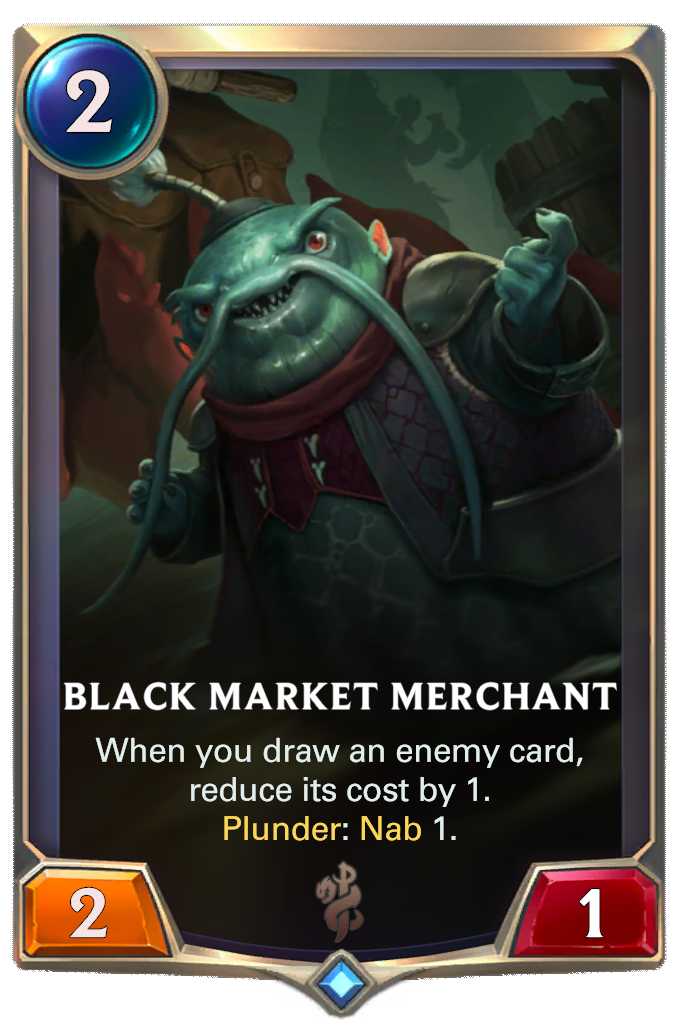 2
BLACK MARKET MERCHANT
When you draw an enemy card,
reduce its cost by 1.
Plunder: Nab 1.
2
1